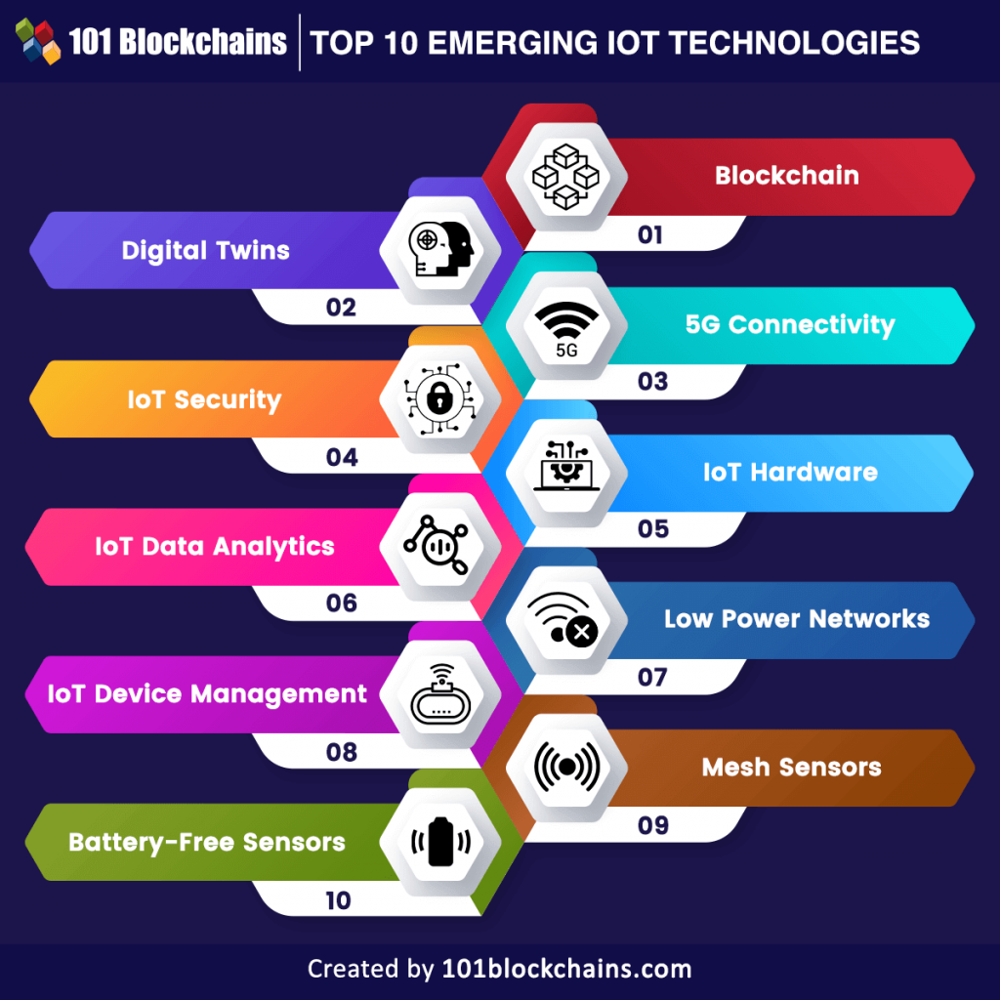 101 Blockchains
TOP 10 EMERGING IOT TECHNOLOGIES
Blockchain
01
Digital Twins
02
5G
5G Connectivity
03
IoT Security
04
IoT Hardware
05
IoT Data Analytics
06
Low Power Networks
07
IoT Device Management
08
Mesh Sensors
09
Battery-Free Sensors
10
Created by 101blockchains.com